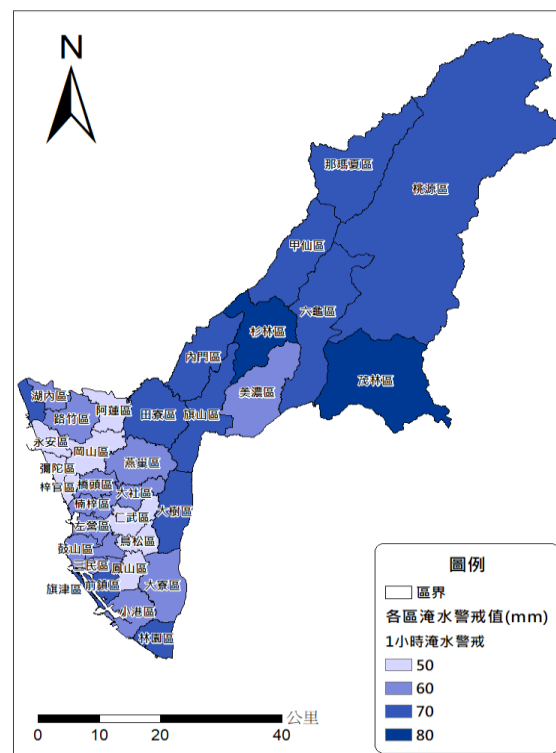 N
那瑪夏區
桃源區
甲仙區
六龜區
杉林區
內門區
茂林區
美濃區
湖內區
阿蓮區
田寮區
旗山區
路竹區
永安區
岡山區
燕巢區
彌陀區
梓官區
橋頭區
大社區
楠梓區
大樹區
仁武區
左營區
鳥松區
鼓山區
三民區
鳳山區
旗津區
前鎮區
大寮區
小港區
林園區
圖例
區界
各區淹水警戒值(mm)
1小時淹水警戒
50
60
70
80
公里
0 10 20 40